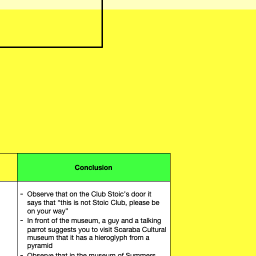 Conclusion
- Observe that on the Club Stoic's door it
says that "this is not Stoic Club, please be
on your way"
- In front of the museum, a guy and a talking
parrot suggests you to visit Scaraba Cultural
museum that it has a hieroglyph from a
pyramid
- Observe that in the museum of Summers